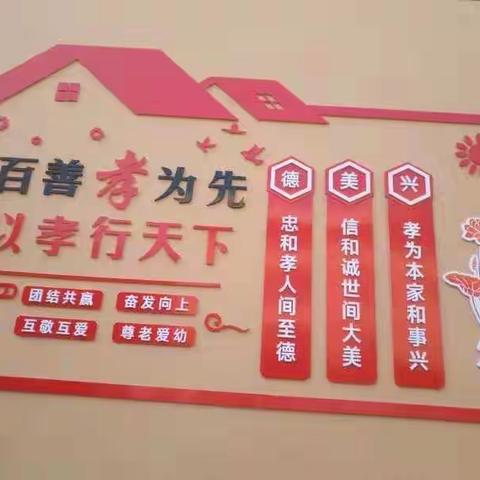 百善孝为先
以孝行天下
团结共赢 奋发向上
互敬互爱 尊老爱幼
德
忠和孝人间至德
美
信和诚世间大美
兴
孝为本家和事兴